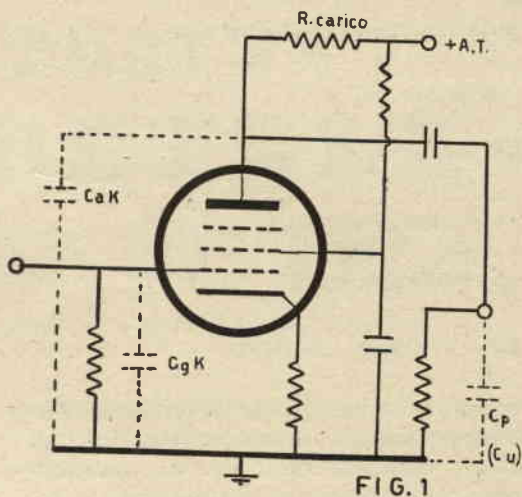 R.carico
+A.T.
CaK
CgK
Cp
(Cu)
FIG.1